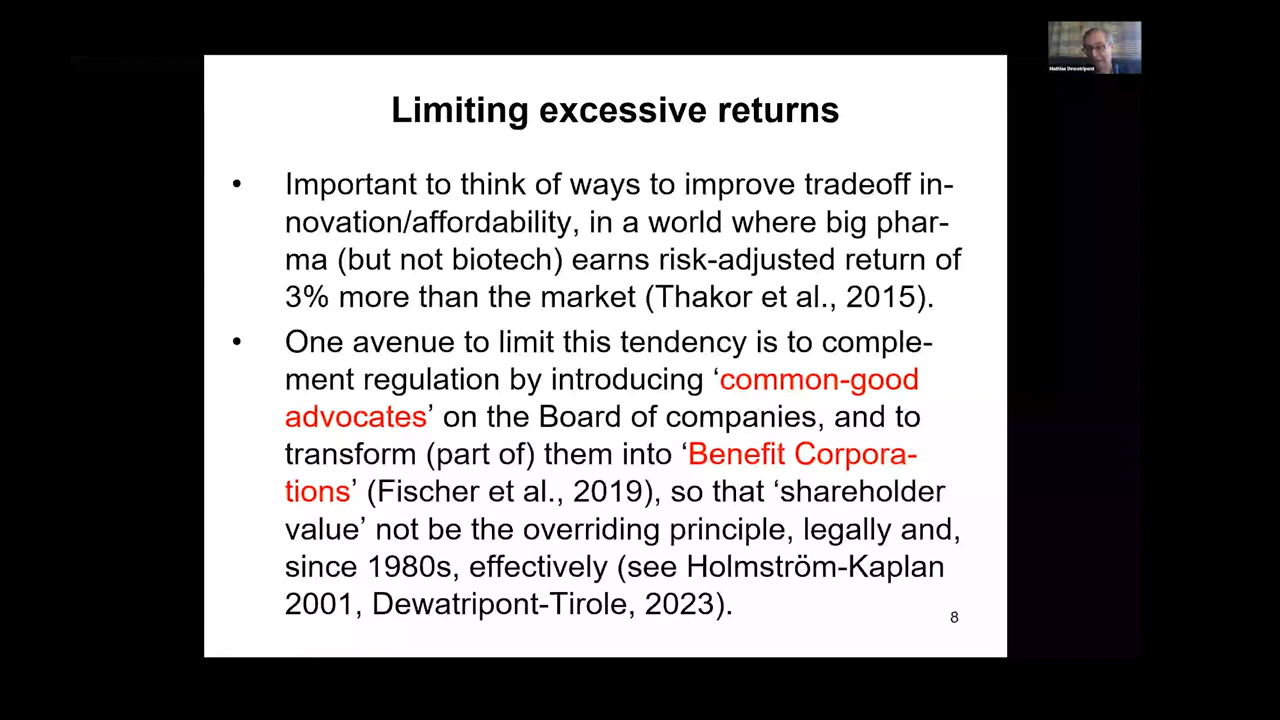 Mathias Dewatripont
Limiting excessive returns
• Important to think of ways to improve tradeoff in-
novation/affordability, in a world where big phar-
ma (but not biotech) earns risk-adjusted return of
3% more than the market (Thakor et al., 2015).
• One avenue to limit this tendency is to comple-
ment regulation by introducing ‘common-good
advocates’ on the Board of companies, and to
transform (part of) them into ‘Benefit Corpora-
tions’ (Fischer et al., 2019), so that ‘shareholder
value’ not be the overriding principle, legally and,
since 1980s, effectively (see Holmström-Kaplan
2001, Dewatripont-Tirole, 2023).
8